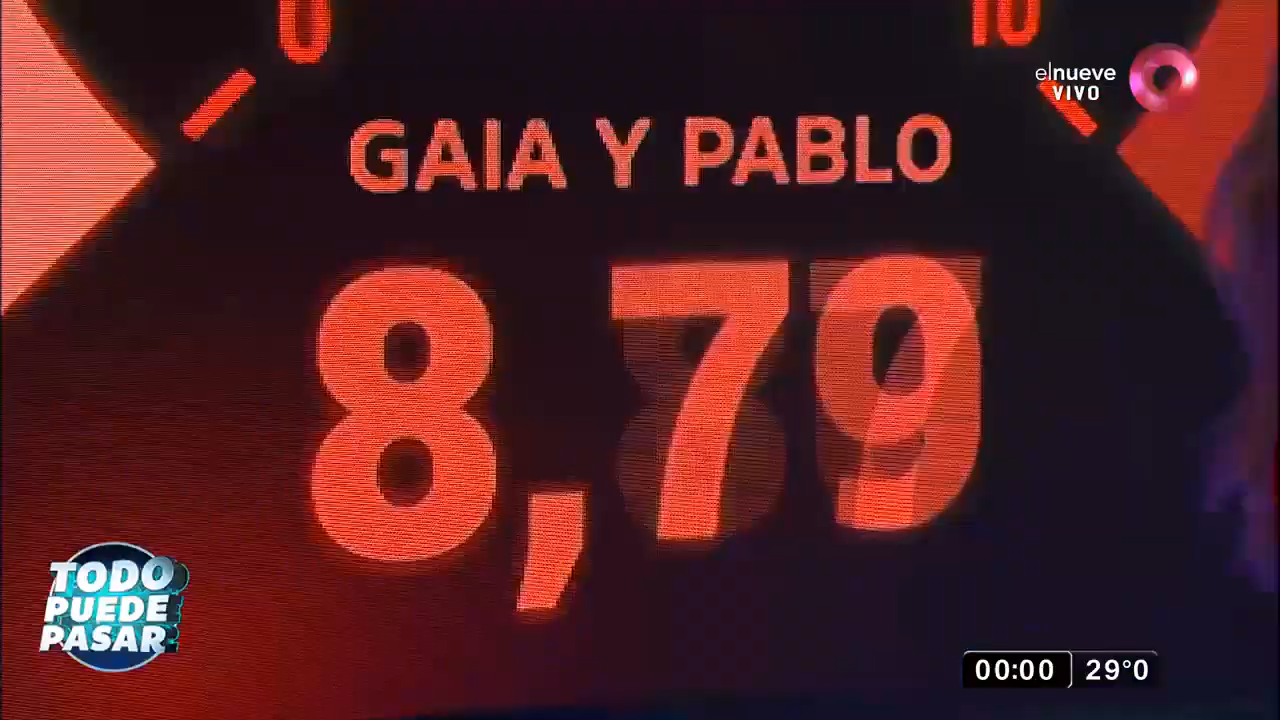 0
10
elnueve
VIVO
GAIA Y PABLO
8,79
TODO
PUEDE
PASAR
00:00 29°0